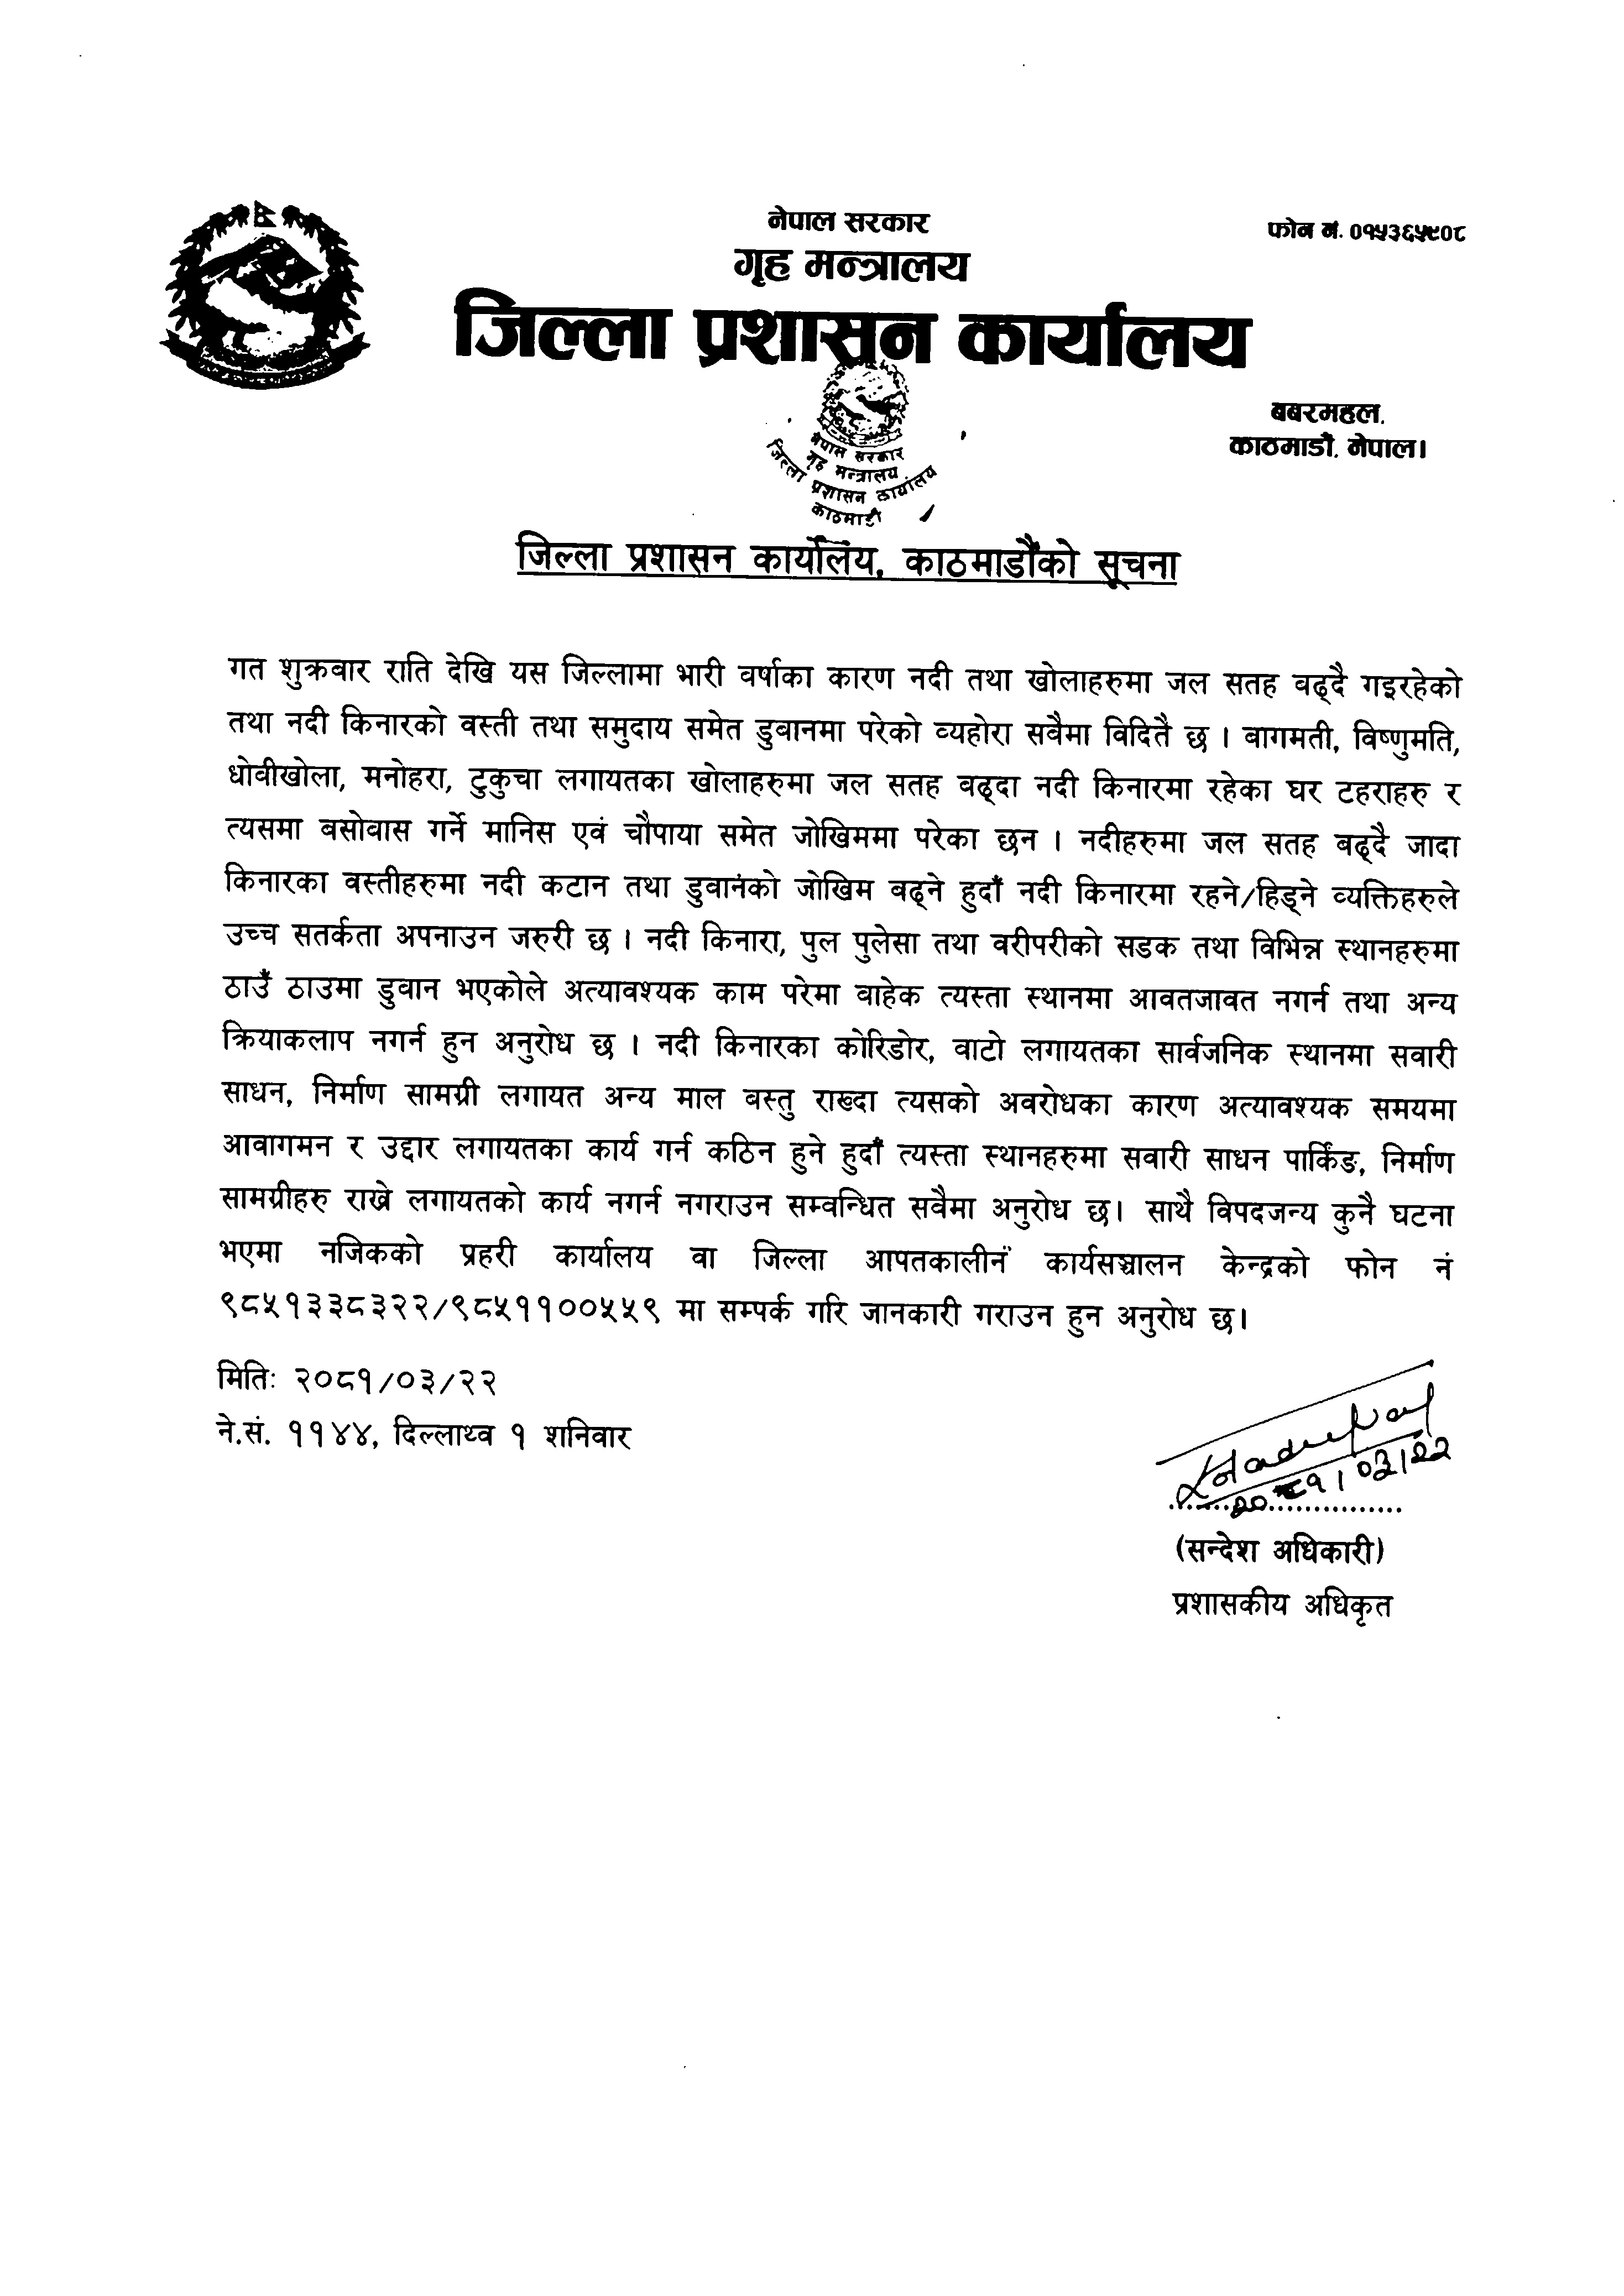 नेपाल सरकार
गृह मन्त्रालय
जिल्ला प्रशासन कार्यालय
फोन नं. ०१५३६५९०८
बबरमहल,
काठमाडौं, नेपाल।
नेपाल सरकार
गृह मन्त्रालय
जिल्ला प्रशासन कार्यालय
काठमाडौं
जिल्ला प्रशासन कार्यालय, काठमाडौंको सूचना
गत शुक्रबार राति देखि यस जिल्लामा भारी वर्षाका कारण नदी तथा खोलाहरुमा जल सतह बढ्दै गइरहेको
तथा नदी किनारको वस्ती तथा समुदाय समेत डुबानमा परेको व्यहोरा सवैमा विदितै छ । बागमती, विष्णुमति,
धोवीखोला, मनोहरा, टुकुचा लगायतका खोलाहरुमा जल सतह बढ्दा नदी किनारमा रहेका घर टहराहरु र
त्यसमा बसोवास गर्ने मानिस एवं चौपाया समेत जोखिममा परेका छन । नदीहरुमा जल सतह बढ्दै जादा
किनारका वस्तीहरुमा नदी कटान तथा डुवानको जोखिम बढ्ने हुदाँ नदी किनारमा रहने/हिड्ने व्यक्तिहरुले
उच्च सतर्कता अपनाउन जरुरी छ । नदी किनारा, पुल पुलेसा तथा वरीपरीको सडक तथा विभिन्न स्थानहरुमा
ठाउँ ठाउमा डुबान भएकोले अत्यावश्यक काम परेमा बाहेक त्यस्ता स्थानमा आवतजावत नगर्न तथा अन्य
क्रियाकलाप नगर्न हुन अनुरोध छ । नदी किनारका कोरिडोर, वाटो लगायतका सार्वजनिक स्थानमा सवारी
साधन, निर्माण सामग्री लगायत अन्य माल बस्तु राख्दा त्यसको अवरोधका कारण अत्यावश्यक समयमा
आवागमन र उद्दार लगायतका कार्य गर्न कठिन हुने हुदाँ त्यस्ता स्थानहरुमा सवारी साधन पार्किङ, निर्माण
सामग्रीहरु राख्ने लगायतको कार्य नगर्न नगराउन सम्वन्धित सवैमा अनुरोध छ। साथै विपदजन्य कुनै घटना
भएमा नजिकको प्रहरी कार्यालय वा जिल्ला आपतकालीन कार्यसञ्चालन केन्द्रको फोन नं
९८५१३३८३२२/९८५११००५५९ मा सम्पर्क गरि जानकारी गराउन हुन अनुरोध छ।
मितिः २०८१/०३/२२
ने.सं. ११४४, दिल्लाथ्व १ शनिवार
२०८१।०३।२२
(सन्देश अधिकारी)
प्रशासकीय अधिकृत